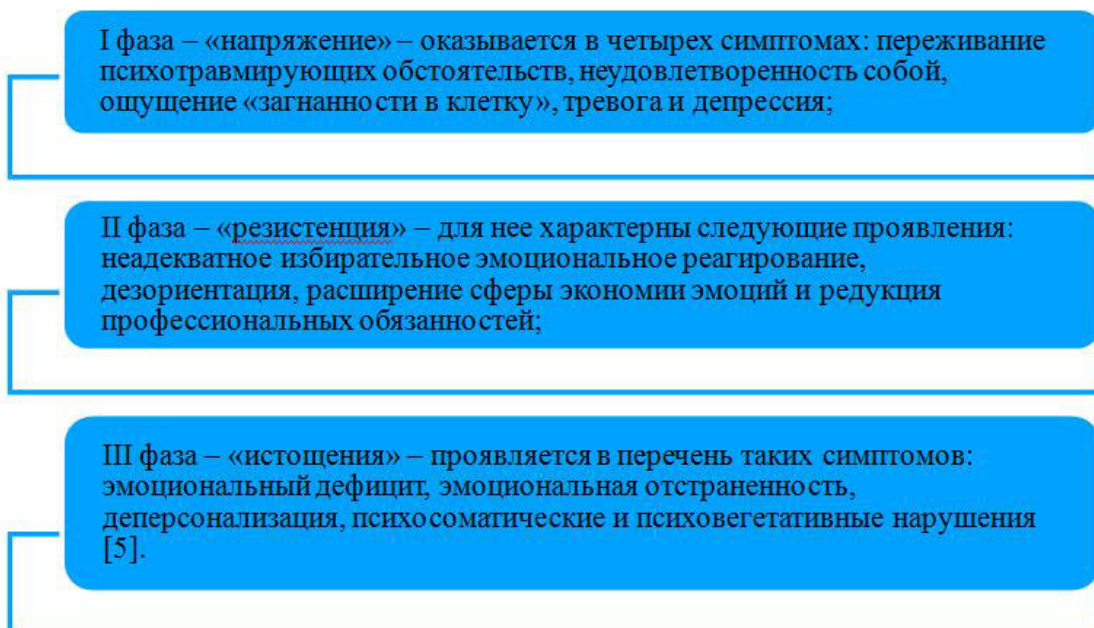 I фаза – «напряжение» – оказывается в четырех симптомах: переживание
психотравмирующих обстоятельств, неудовлетворенность собой,
ощущение «загнанности в клетку», тревога и депрессия;
II фаза – «резистенция» – для нее характерны следующие проявления:
неадекватное избирательное эмоциональное реагирование,
дезориентация, расширение сферы экономии эмоций и редукция
профессиональных обязанностей;
III фаза – «истощения» – проявляется в перечень таких симптомов:
эмоциональный дефицит, эмоциональная отстраненность,
деперсонализация, психосоматические и психовегетативные нарушения
[5].